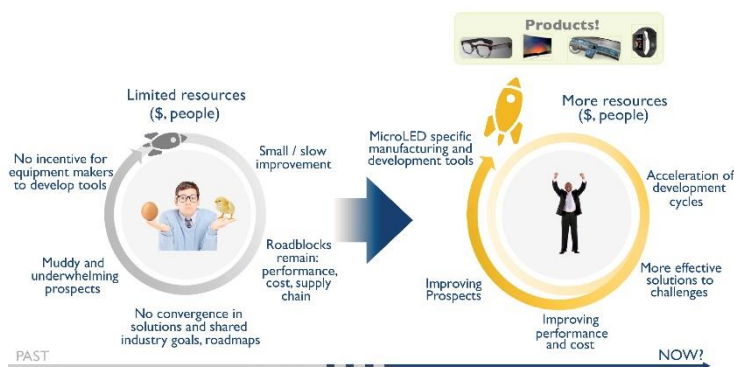 Products!
Limited resources
($, people)
Small / slow
improvement
Roadblocks
remain:
performance,
cost, supply
chain
No convergence in
solutions and shared
industry goals, roadmaps
Muddy and
underwhelming
prospects
No incentive for
equipment makers
to develop tools
More resources
($, people)
Acceleration of
development
cycles
More effective
solutions to
challenges
Improving
performance
and cost
Improving
Prospects
MicroLED specific
manufacturing and
development tools
PAST
NOW?